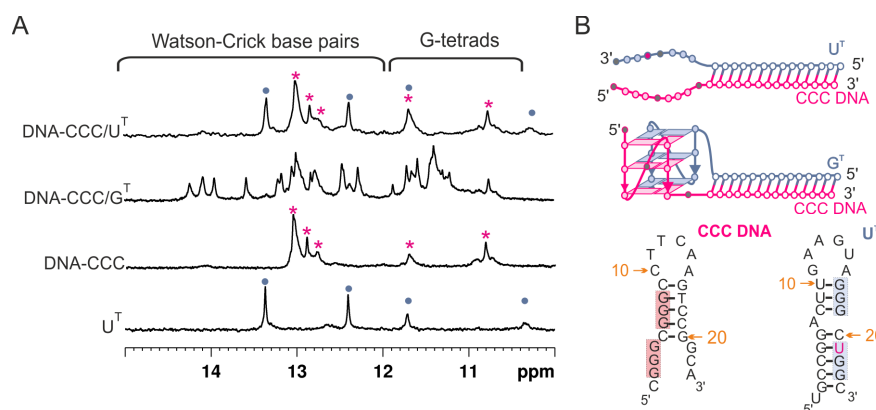 A
Watson-Crick base pairs
G-tetrads
DNA-CCC/U^T
DNA-CCC/G^T
DNA-CCC
U^T
14
13
12
11
ppm
B
3'
U^T
5'
5'
3'
CCC DNA
5'
G^T
5'
3'
CCC DNA
CCC DNA
T
T
C
A
A
10
C
C
G
G
G
C
G
G
G
C
5'
G
T
C
C
20
G
G
C
A
3'
U^T
A
A
G
U
A
G
10
U
U
C
A
G
G
C
C
G
U
5'
G
G
G
C
20
U
G
G
C
3'